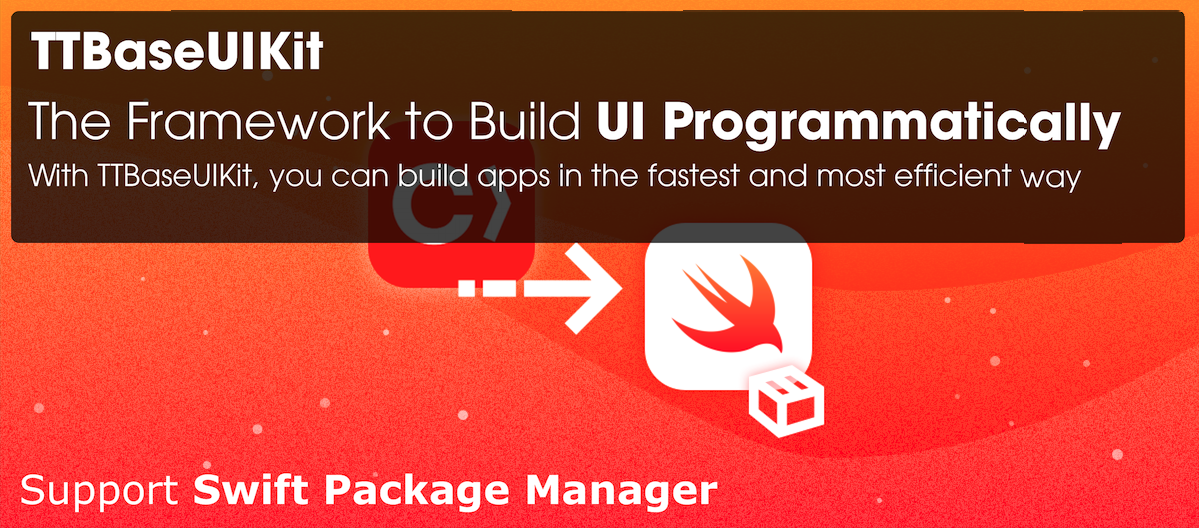 TTBaseUIKit
The Framework to Build UI Programmatically
With TTBaseUIKit, you can build apps in the fastest and most efficient way
C
Support Swift Package Manager